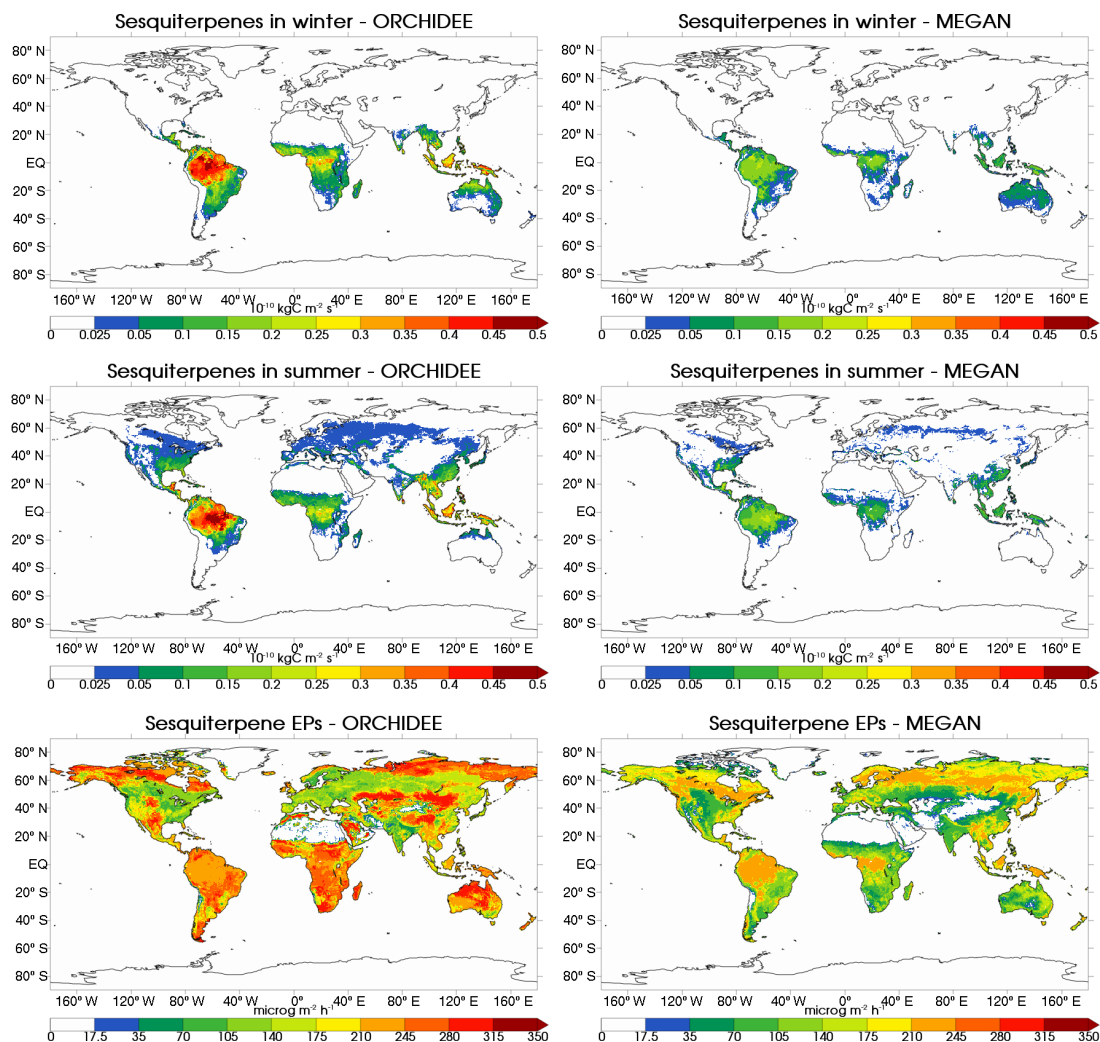 Sesquiterpenes in winter - ORCHIDEE
80° N
60° N
40° N
20° N
EQ
20° S
40° S
60° S
80° S
160° W 120° W 80° W 40° W 0° 40° E 80° E 120° E 160° E
10⁻¹⁰ kgC m⁻² s⁻¹
0 0.025 0.05 0.1 0.15 0.2 0.25 0.3 0.35 0.4 0.45 0.5
Sesquiterpenes in winter - MEGAN
80° N
60° N
40° N
20° N
EQ
20° S
40° S
60° S
80° S
160° W 120° W 80° W 40° W 0° 40° E 80° E 120° E 160° E
10⁻¹⁰ kgC m⁻² s⁻¹
0 0.025 0.05 0.1 0.15 0.2 0.25 0.3 0.35 0.4 0.45 0.5
Sesquiterpenes in summer - ORCHIDEE
80° N
60° N
40° N
20° N
EQ
20° S
40° S
60° S
80° S
160° W 120° W 80° W 40° W 0° 40° E 80° E 120° E 160° E
10⁻¹⁰ kgC m⁻² s⁻¹
0 0.025 0.05 0.1 0.15 0.2 0.25 0.3 0.35 0.4 0.45 0.5
Sesquiterpenes in summer - MEGAN
80° N
60° N
40° N
20° N
EQ
20° S
40° S
60° S
80° S
160° W 120° W 80° W 40° W 0° 40° E 80° E 120° E 160° E
10⁻¹⁰ kgC m⁻² s⁻¹
0 0.025 0.05 0.1 0.15 0.2 0.25 0.3 0.35 0.4 0.45 0.5
Sesquiterpene EPs - ORCHIDEE
80° N
60° N
40° N
20° N
EQ
20° S
40° S
60° S
80° S
160° W 120° W 80° W 40° W 0° 40° E 80° E 120° E 160° E
microg m⁻² h⁻¹
0 17.5 35 70 105 140 175 210 245 280 315 350
Sesquiterpene EPs - MEGAN
80° N
60° N
40° N
20° N
EQ
20° S
40° S
60° S
80° S
160° W 120° W 80° W 40° W 0° 40° E 80° E 120° E 160° E
microg m⁻² h⁻¹
0 17.5 35 70 105 140 175 210 245 280 315 350